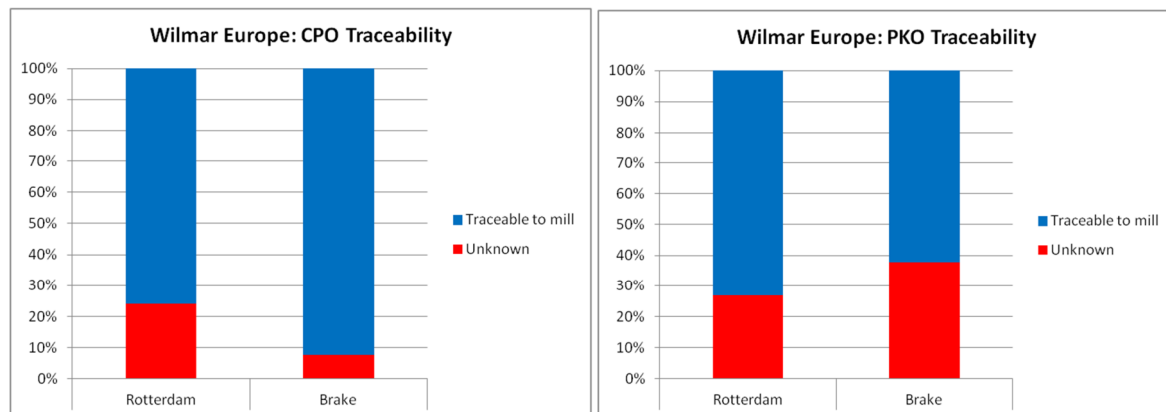 Wilmar Europe: CPO Traceability
100%
90%
80%
70%
60%
50%
40%
30%
20%
10%
0%
Rotterdam
Brake
Traceable to mill
Unknown
Wilmar Europe: PKO Traceability
100%
90%
80%
70%
60%
50%
40%
30%
20%
10%
0%
Rotterdam
Brake
Traceable to mill
Unknown